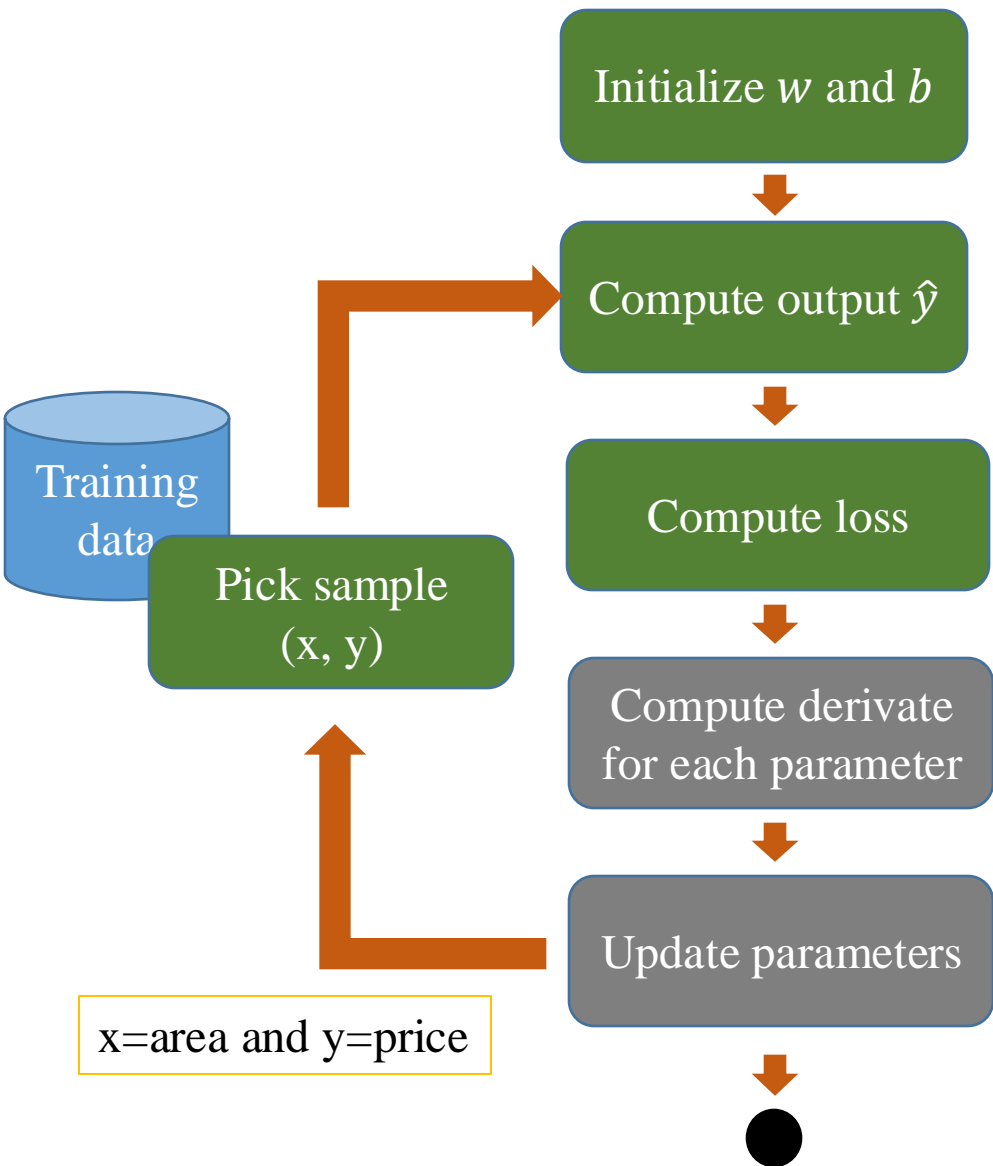 Initialize 𝑤 and 𝑏
Compute output ŷ
Training
data
Compute loss
Pick sample
(x, y)
Compute derivate
for each parameter
Update parameters
x=area and y=price